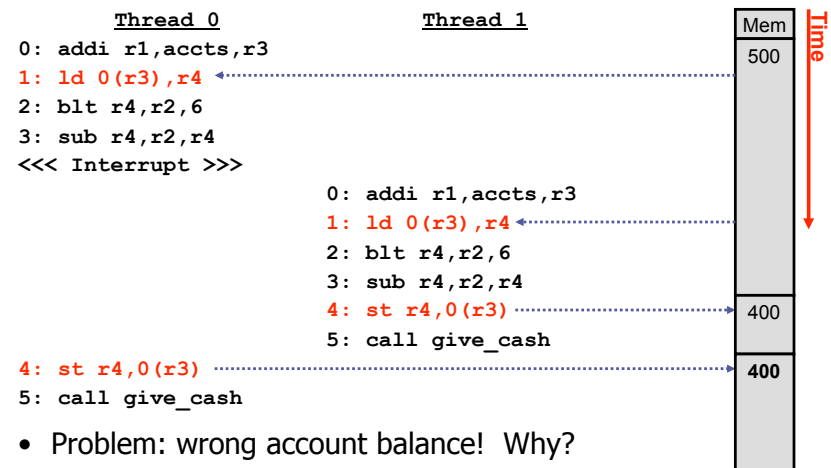 Thread 0 Thread 1 Mem
Time
0: addi r1,accts,r3
500
1: ld 0(r3),r4
2: blt r4,r2,6
3: sub r4,r2,r4
<<< Interrupt >>>
0: addi r1,accts,r3
1: ld 0(r3),r4
2: blt r4,r2,6
3: sub r4,r2,r4
4: st r4,0(r3) 400
5: call give_cash
4: st r4,0(r3) 400
5: call give_cash
• Problem: wrong account balance! Why?